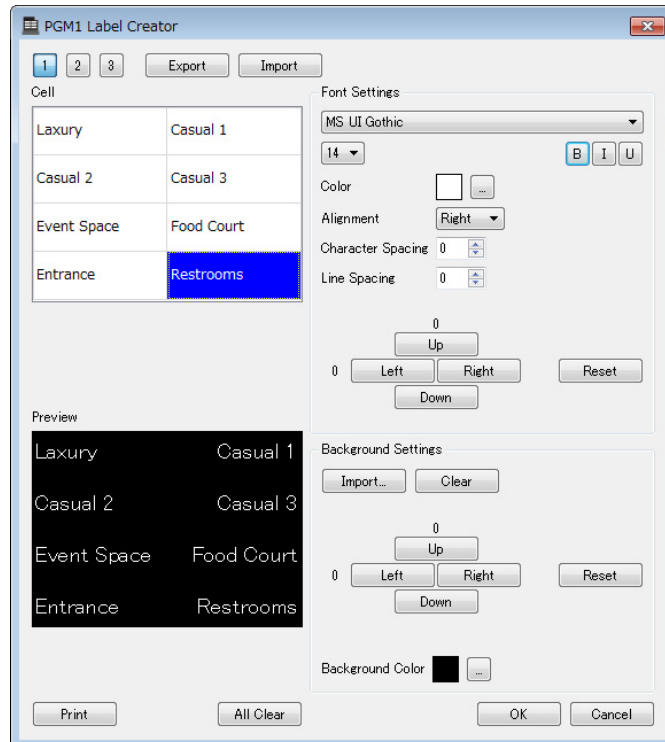 PGM1 Label Creator
1 2 3 Export Import
Cell
Laxury Casual 1
Casual 2 Casual 3
Event Space Food Court
Entrance Restrooms
Preview
Laxury Casual 1
Casual 2 Casual 3
Event Space Food Court
Entrance Restrooms
Print All Clear
Font Settings
MS UI Gothic
14 B I U
Color ...
Alignment Right
Character Spacing 0
Line Spacing 0
0
Up
0 Left Right Reset
Down
Background Settings
Import... Clear
0
Up
0 Left Right Reset
Down
Background Color ...
OK Cancel